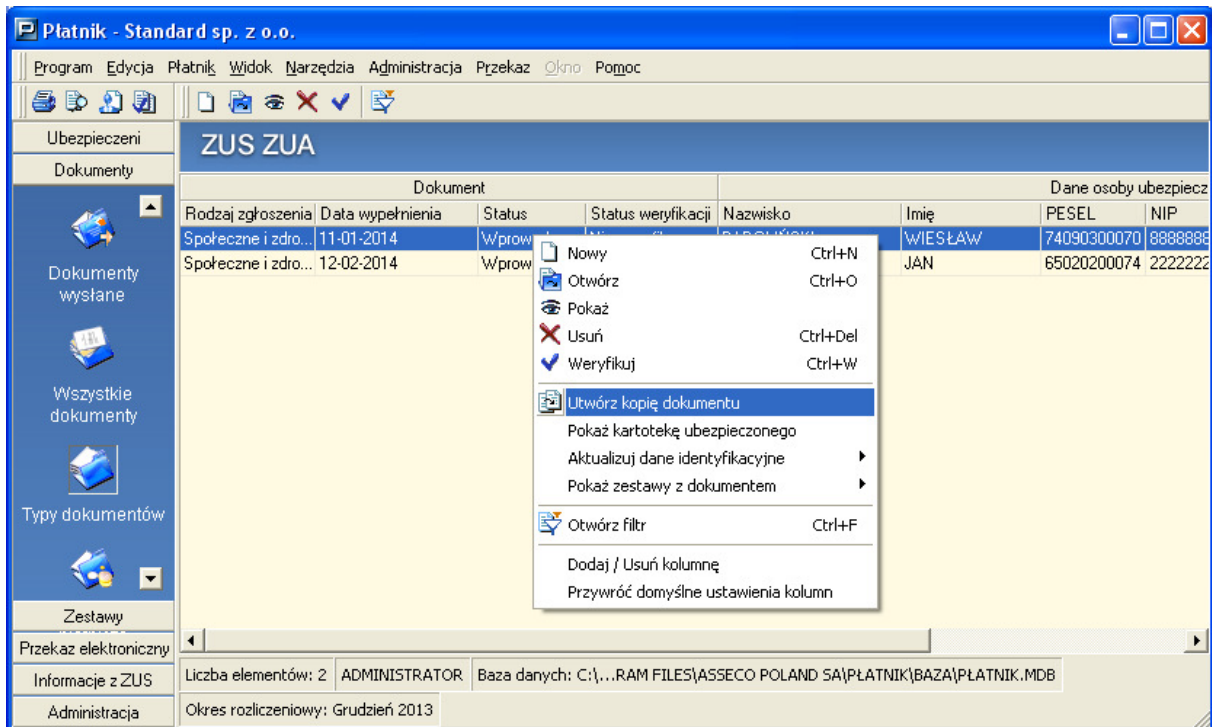 Płatnik - Standard sp. z o.o.
Program Edycja Płatnik Widok Narzędzia Administracja Przekaz Okno Pomoc
Ubezpieczeni
Dokumenty
Dokumenty wysłane
Wszystkie dokumenty
Typy dokumentów
Zestawy
Przekaz elektroniczny
Informacje z ZUS
Administracja
ZUS ZUA
Dokument Dane osoby ubezpiecz
Rodzaj zgłoszenia Data wypełnienia Status Status weryfikacji Nazwisko Imię PESEL NIP
Społeczne i zdro... 11-01-2014 Wprow WIESŁAW 74090300070 8888888
Społeczne i zdro... 12-02-2014 Wprow JAN 65020200074 2222222
Nowy Ctrl+N
Otwórz Ctrl+O
Pokaż
Usuń Ctrl+Del
Weryfikuj Ctrl+W
Utwórz kopię dokumentu
Pokaż kartotekę ubezpieczonego
Aktualizuj dane identyfikacyjne
Pokaż zestawy z dokumentem
Otwórz filtr Ctrl+F
Dodaj / Usuń kolumnę
Przywróć domyślne ustawienia kolumn
Liczba elementów: 2 ADMINISTRATOR Baza danych: C:\...RAM FILES\ASSECO POLAND SA\PŁATNIK\BAZA\PŁATNIK.MDB
Okres rozliczeniowy: Grudzień 2013